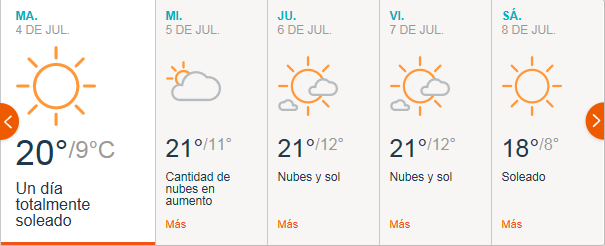 MA.
4 DE JUL.
20°/9°C
Un día
totalmente
soleado
MI.
5 DE JUL.
21°/11°
Cantidad de
nubes en
aumento
Más
JU.
6 DE JUL.
21°/12°
Nubes y sol
Más
VI.
7 DE JUL.
21°/12°
Nubes y sol
Más
SÁ.
8 DE JUL.
18°/8°
Soleado
Más